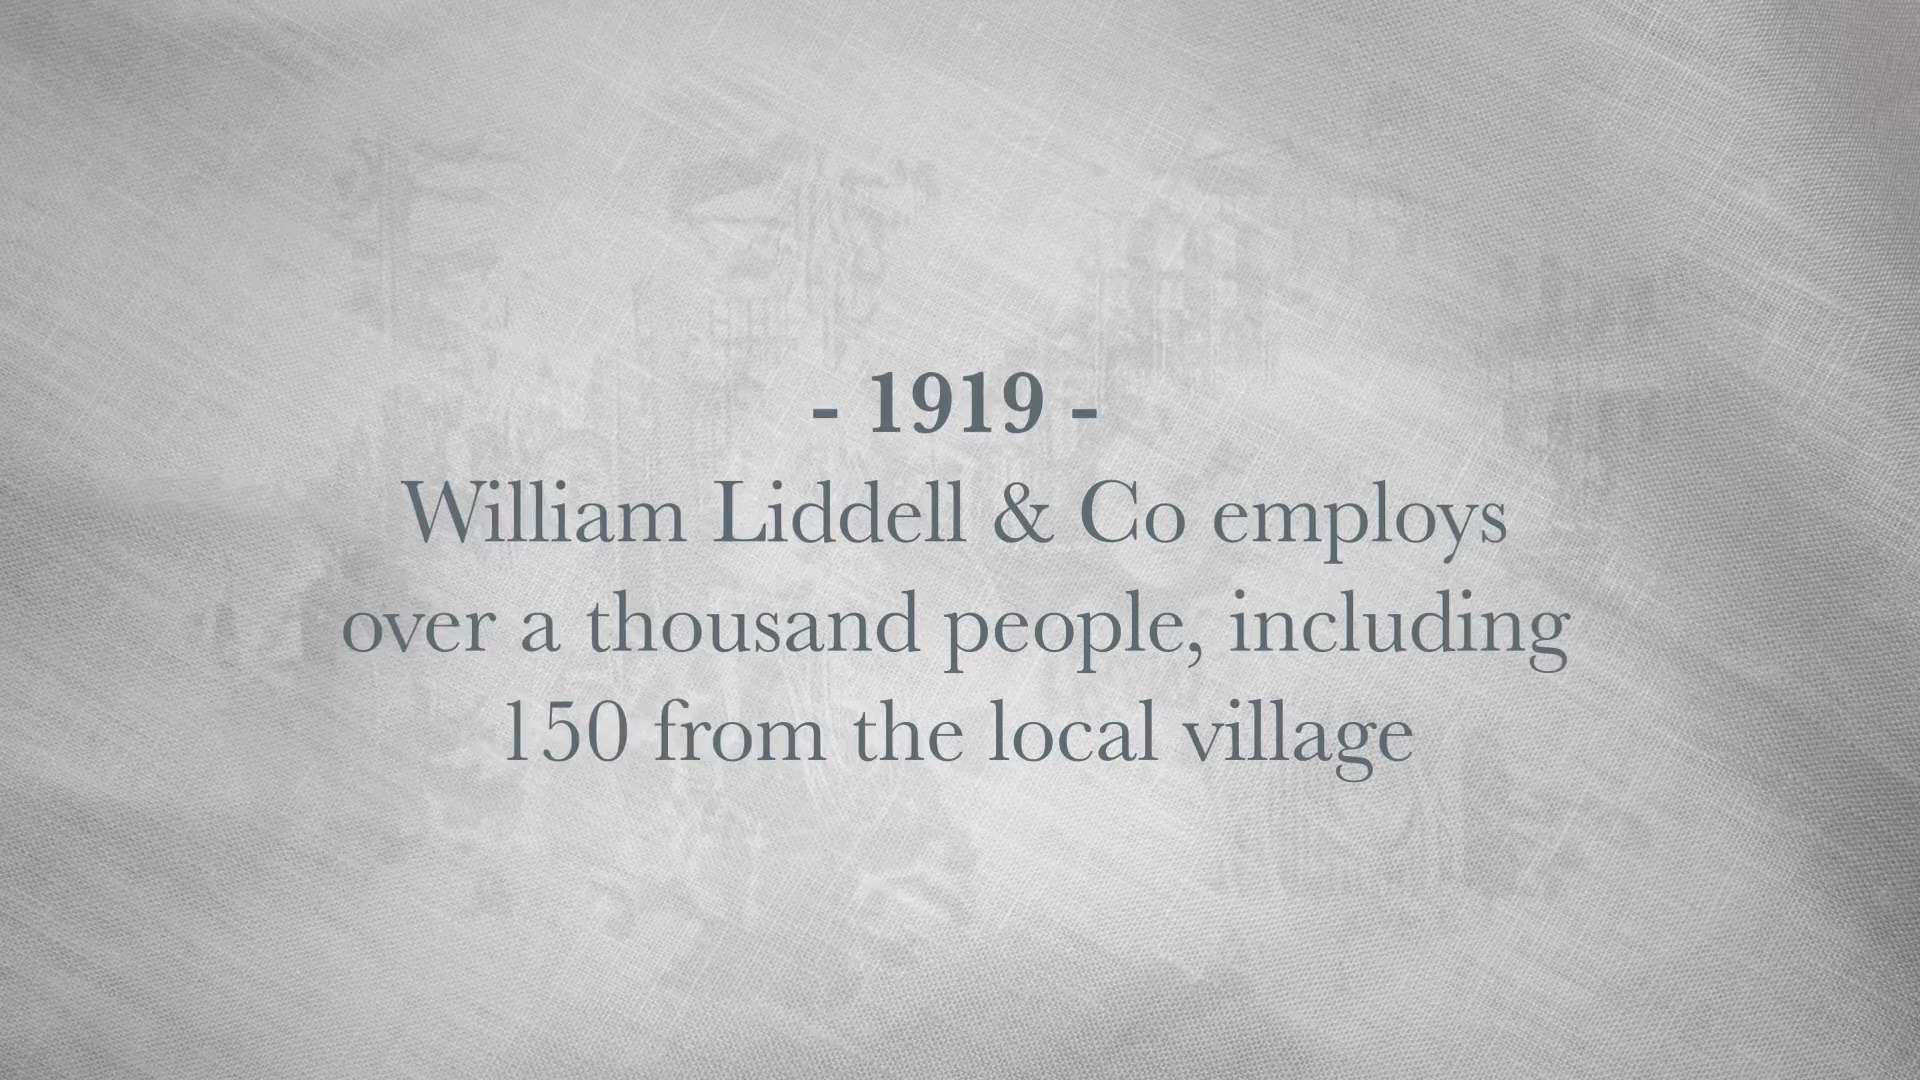 - 1919 -
William Liddell & Co employs
over a thousand people, including
150 from the local village